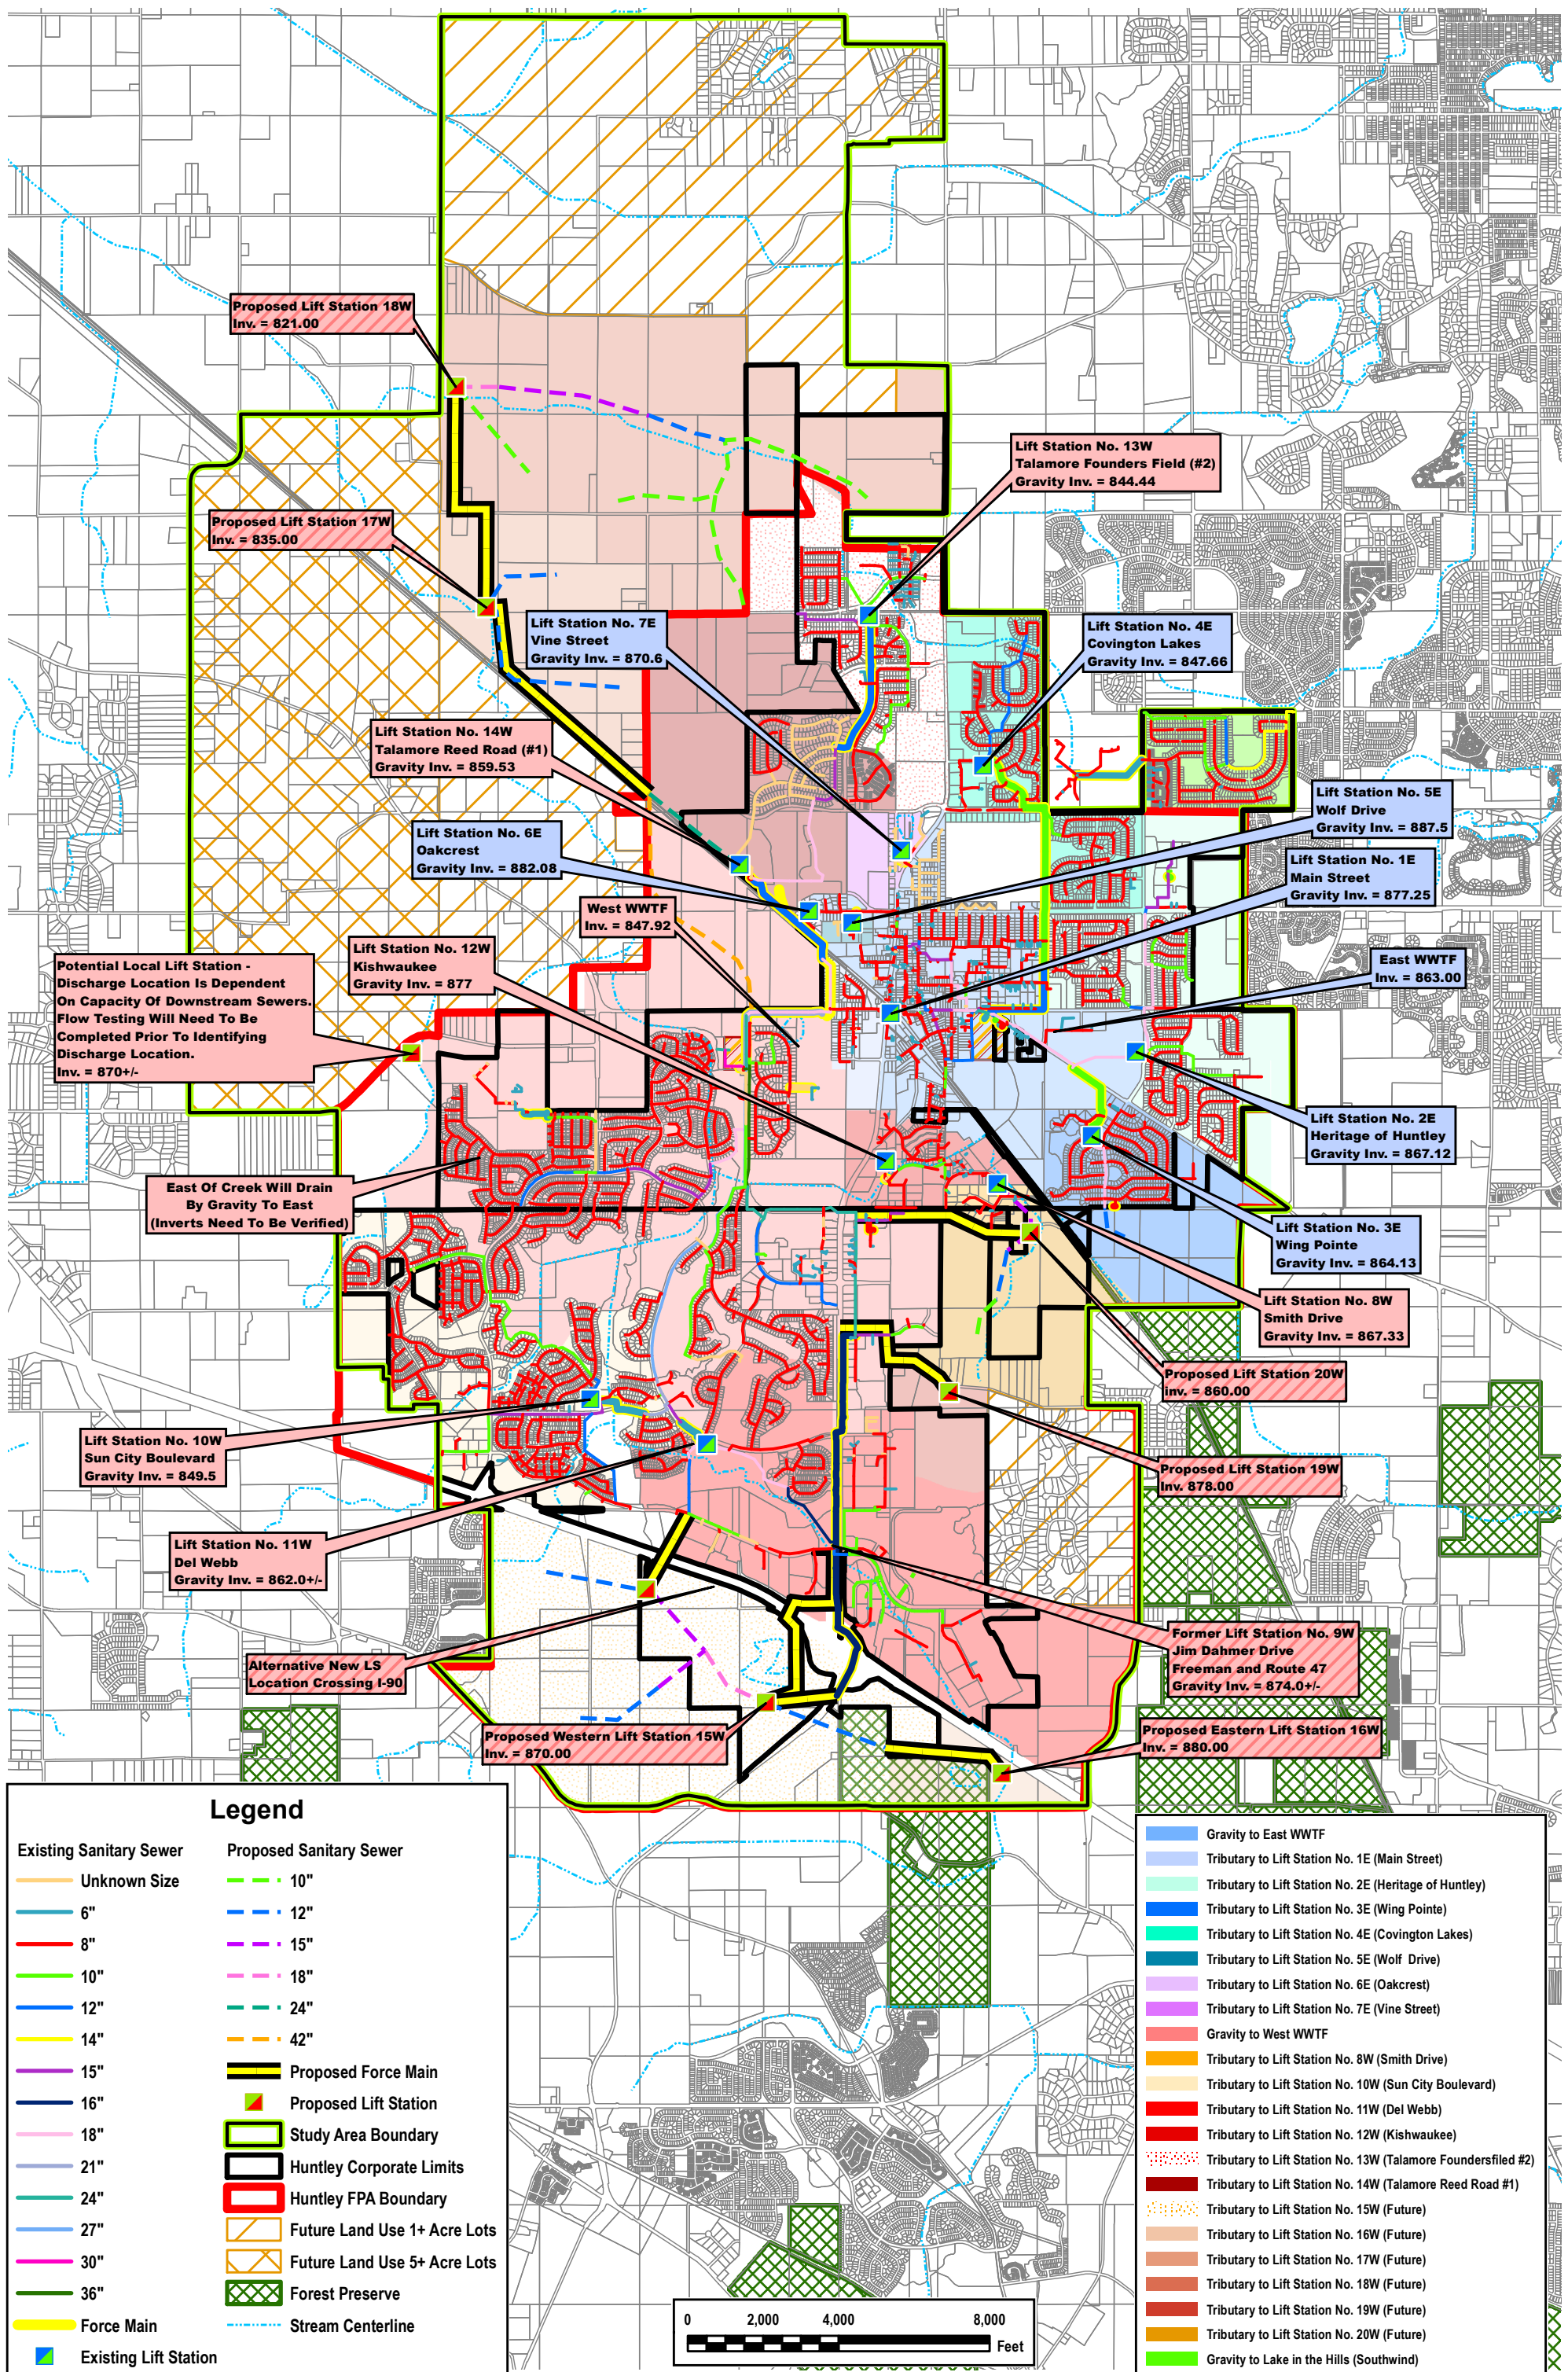 Proposed Lift Station 18W
Inv. = 821.00
Lift Station No. 13W
Talamore Founders Field (#2)
Gravity Inv. = 844.44
Proposed Lift Station 17W
Inv. = 835.00
Lift Station No. 7E
Vine Street
Gravity Inv. = 870.6
Lift Station No. 4E
Covington Lakes
Gravity Inv. = 847.66
Lift Station No. 14W
Talamore Reed Road (#1)
Gravity Inv. = 859.53
Lift Station No. 5E
Wolf Drive
Gravity Inv. = 887.5
Lift Station No. 6E
Oakcrest
Gravity Inv. = 882.08
Lift Station No. 1E
Main Street
Gravity Inv. = 877.25
West WWTF
Inv. = 847.92
Lift Station No. 12W
Kishwaukee
Gravity Inv. = 877
East WWTF
Inv. = 863.00
Potential Local Lift Station -
Discharge Location Is Dependent
On Capacity Of Downstream Sewers.
Flow Testing Will Need To Be
Completed Prior To Identifying
Discharge Location.
Inv. = 870+/-
Lift Station No. 2E
Heritage of Huntley
Gravity Inv. = 867.12
East Of Creek Will Drain
By Gravity To East
(Inverts Need To Be Verified)
Lift Station No. 3E
Wing Pointe
Gravity Inv. = 864.13
Lift Station No. 8W
Smith Drive
Gravity Inv. = 867.33
Proposed Lift Station 20W
inv. = 860.00
Lift Station No. 10W
Sun City Boulevard
Gravity Inv. = 849.5
Proposed Lift Station 19W
Inv. 878.00
Lift Station No. 11W
Del Webb
Gravity Inv. = 862.0+/-
Former Lift Station No. 9W
Jim Dahmer Drive
Freeman and Route 47
Gravity Inv. = 874.0+/-
Alternative New LS
Location Crossing I-90
Proposed Western Lift Station 15W
Inv. = 870.00
Proposed Eastern Lift Station 16W
Inv. = 880.00
Legend
Existing Sanitary Sewer
Unknown Size
6"
8"
10"
12"
14"
15"
16"
18"
21"
24"
27"
30"
36"
Force Main
Existing Lift Station
Proposed Sanitary Sewer
10"
12"
15"
18"
24"
42"
Proposed Force Main
Proposed Lift Station
Study Area Boundary
Huntley Corporate Limits
Huntley FPA Boundary
Future Land Use 1+ Acre Lots
Future Land Use 5+ Acre Lots
Forest Preserve
Stream Centerline
0 2,000 4,000 8,000
Feet
Gravity to East WWTF
Tributary to Lift Station No. 1E (Main Street)
Tributary to Lift Station No. 2E (Heritage of Huntley)
Tributary to Lift Station No. 3E (Wing Pointe)
Tributary to Lift Station No. 4E (Covington Lakes)
Tributary to Lift Station No. 5E (Wolf Drive)
Tributary to Lift Station No. 6E (Oakcrest)
Tributary to Lift Station No. 7E (Vine Street)
Gravity to West WWTF
Tributary to Lift Station No. 8W (Smith Drive)
Tributary to Lift Station No. 10W (Sun City Boulevard)
Tributary to Lift Station No. 11W (Del Webb)
Tributary to Lift Station No. 12W (Kishwaukee)
Tributary to Lift Station No. 13W (Talamore Foundersfiled #2)
Tributary to Lift Station No. 14W (Talamore Reed Road #1)
Tributary to Lift Station No. 15W (Future)
Tributary to Lift Station No. 16W (Future)
Tributary to Lift Station No. 17W (Future)
Tributary to Lift Station No. 18W (Future)
Tributary to Lift Station No. 19W (Future)
Tributary to Lift Station No. 20W (Future)
Gravity to Lake in the Hills (Southwind)